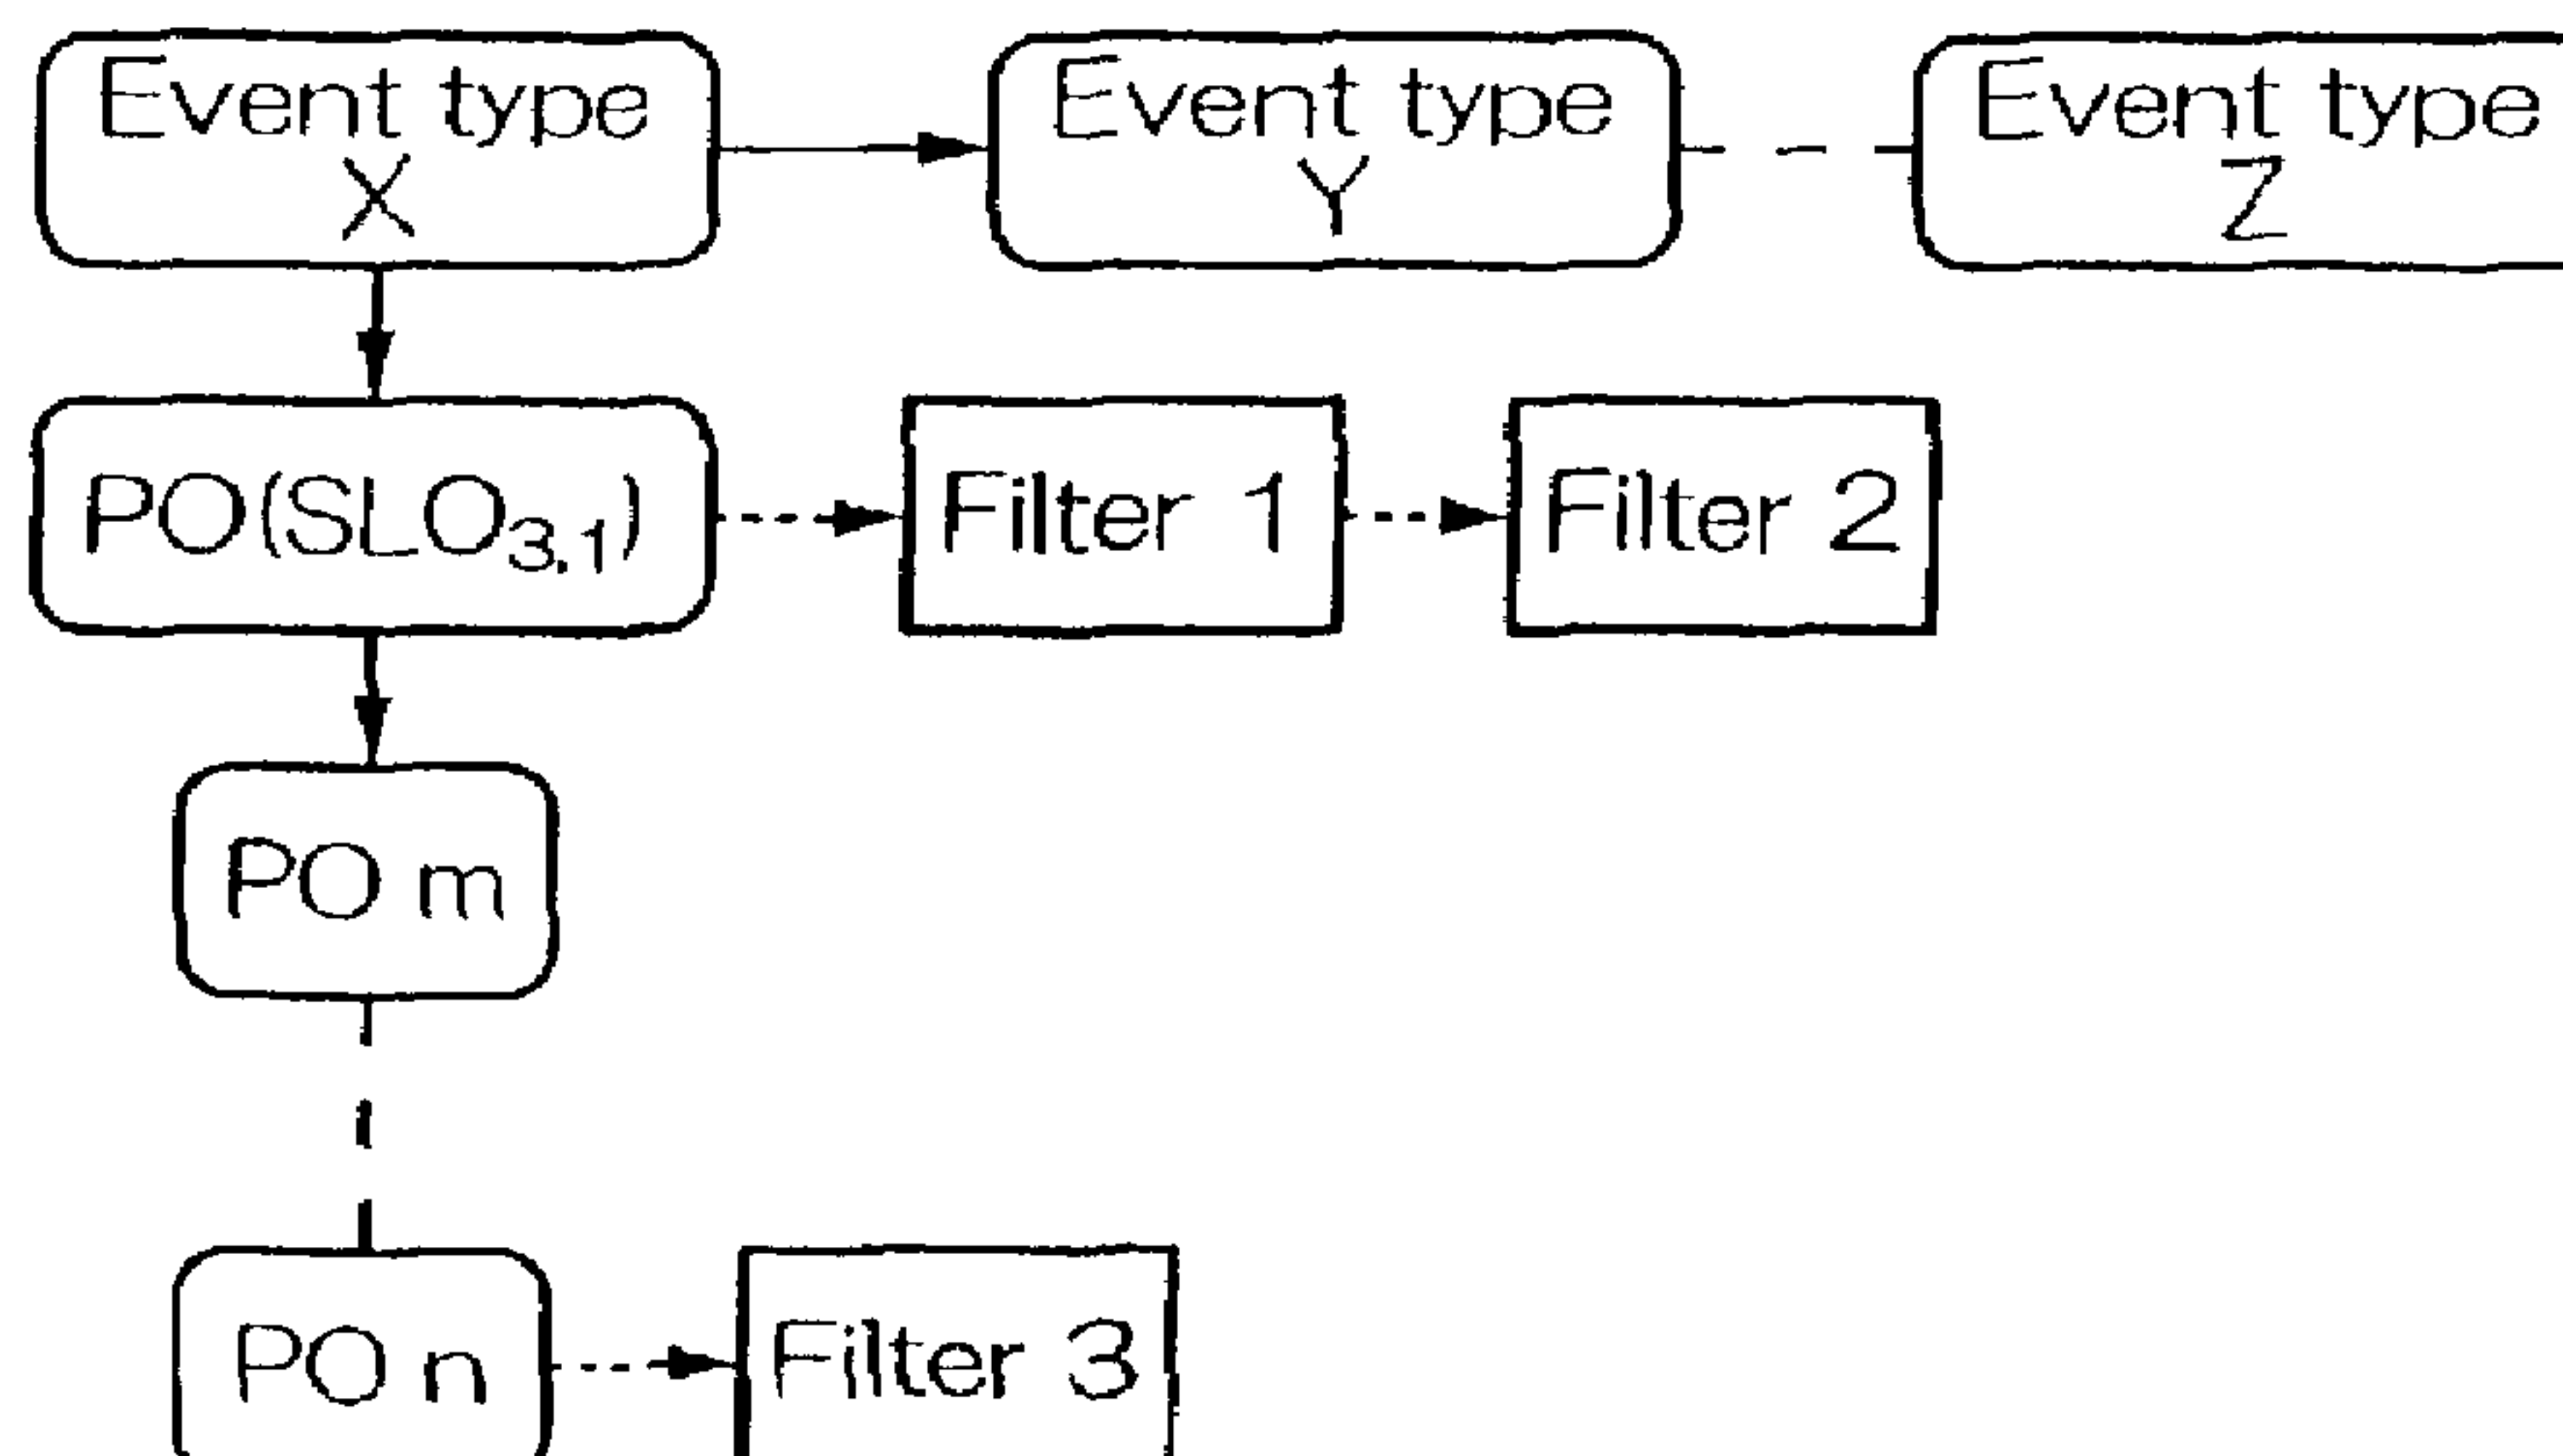 Event type
X
Event type
Y
Event type
Z
PO(SLO3.1)
Filter 1
Filter 2
PO m
PO n
Filter 3